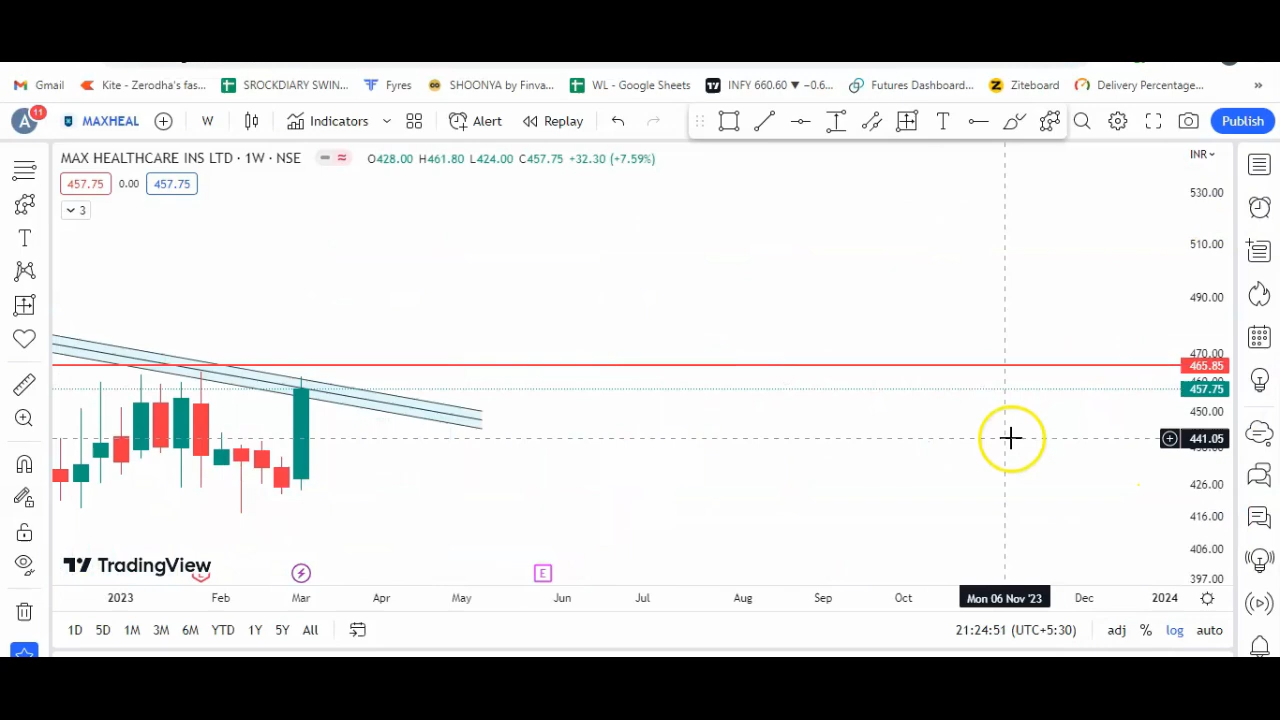 Gmail Kite - Zerodha's fas... SROCKDIARY SWIN... Fyres SHOONYA by Finva... WL - Google Sheets INFY 660.60 ▼ −0.6... Futures Dashboard... Ziteboard Delivery Percentage... »
A 11 MAXHEAL W Indicators Alert Replay Publish
MAX HEALTHCARE INS LTD · 1W · NSE O428.00 H461.80 L424.00 C457.75 +32.30 (+7.59%) INR
457.75 0.00 457.75
3
530.00
510.00
490.00
470.00
465.85
457.75
450.00
441.05
426.00
416.00
406.00
397.00
TradingView
E
2023 Feb Mar Apr May Jun Jul Aug Sep Oct Mon 06 Nov '23 Dec 2024
1D 5D 1M 3M 6M YTD 1Y 5Y All 21:24:51 (UTC+5:30) adj % log auto